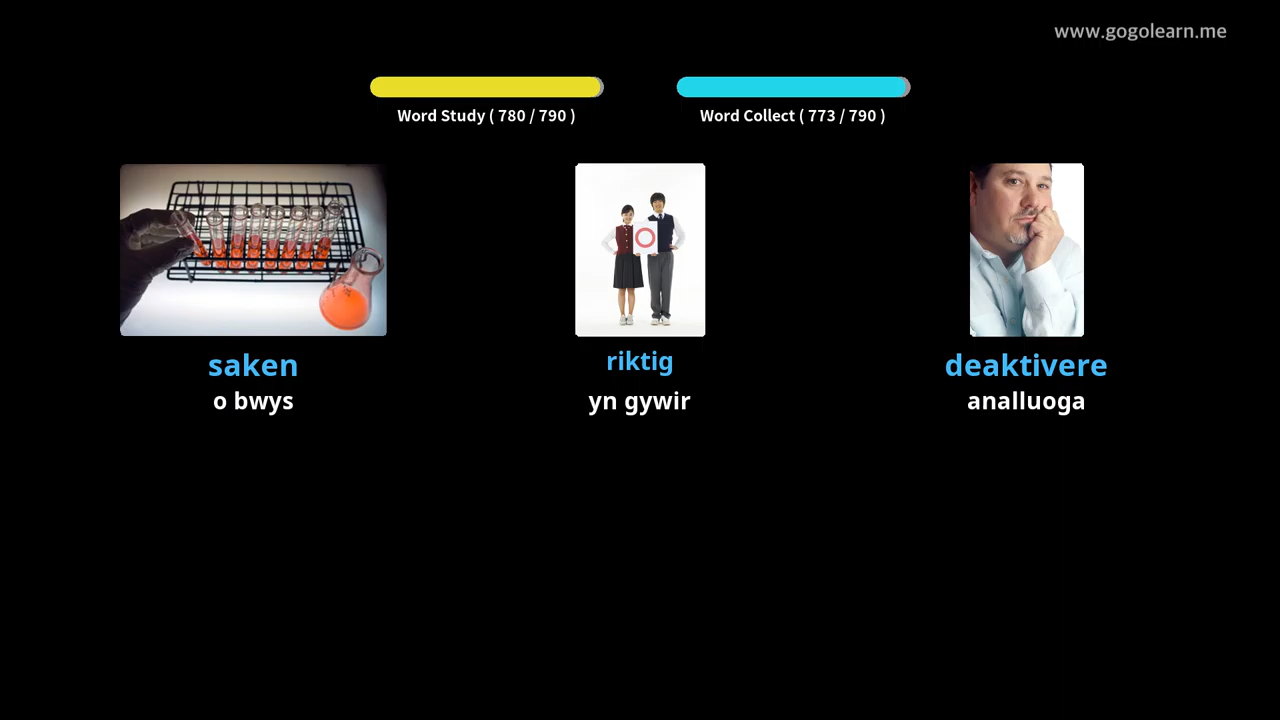 www.gogolearn.me
Word Study ( 780 / 790 )
Word Collect ( 773 / 790 )
saken
o bwys
riktig
yn gywir
deaktivere
analluoga